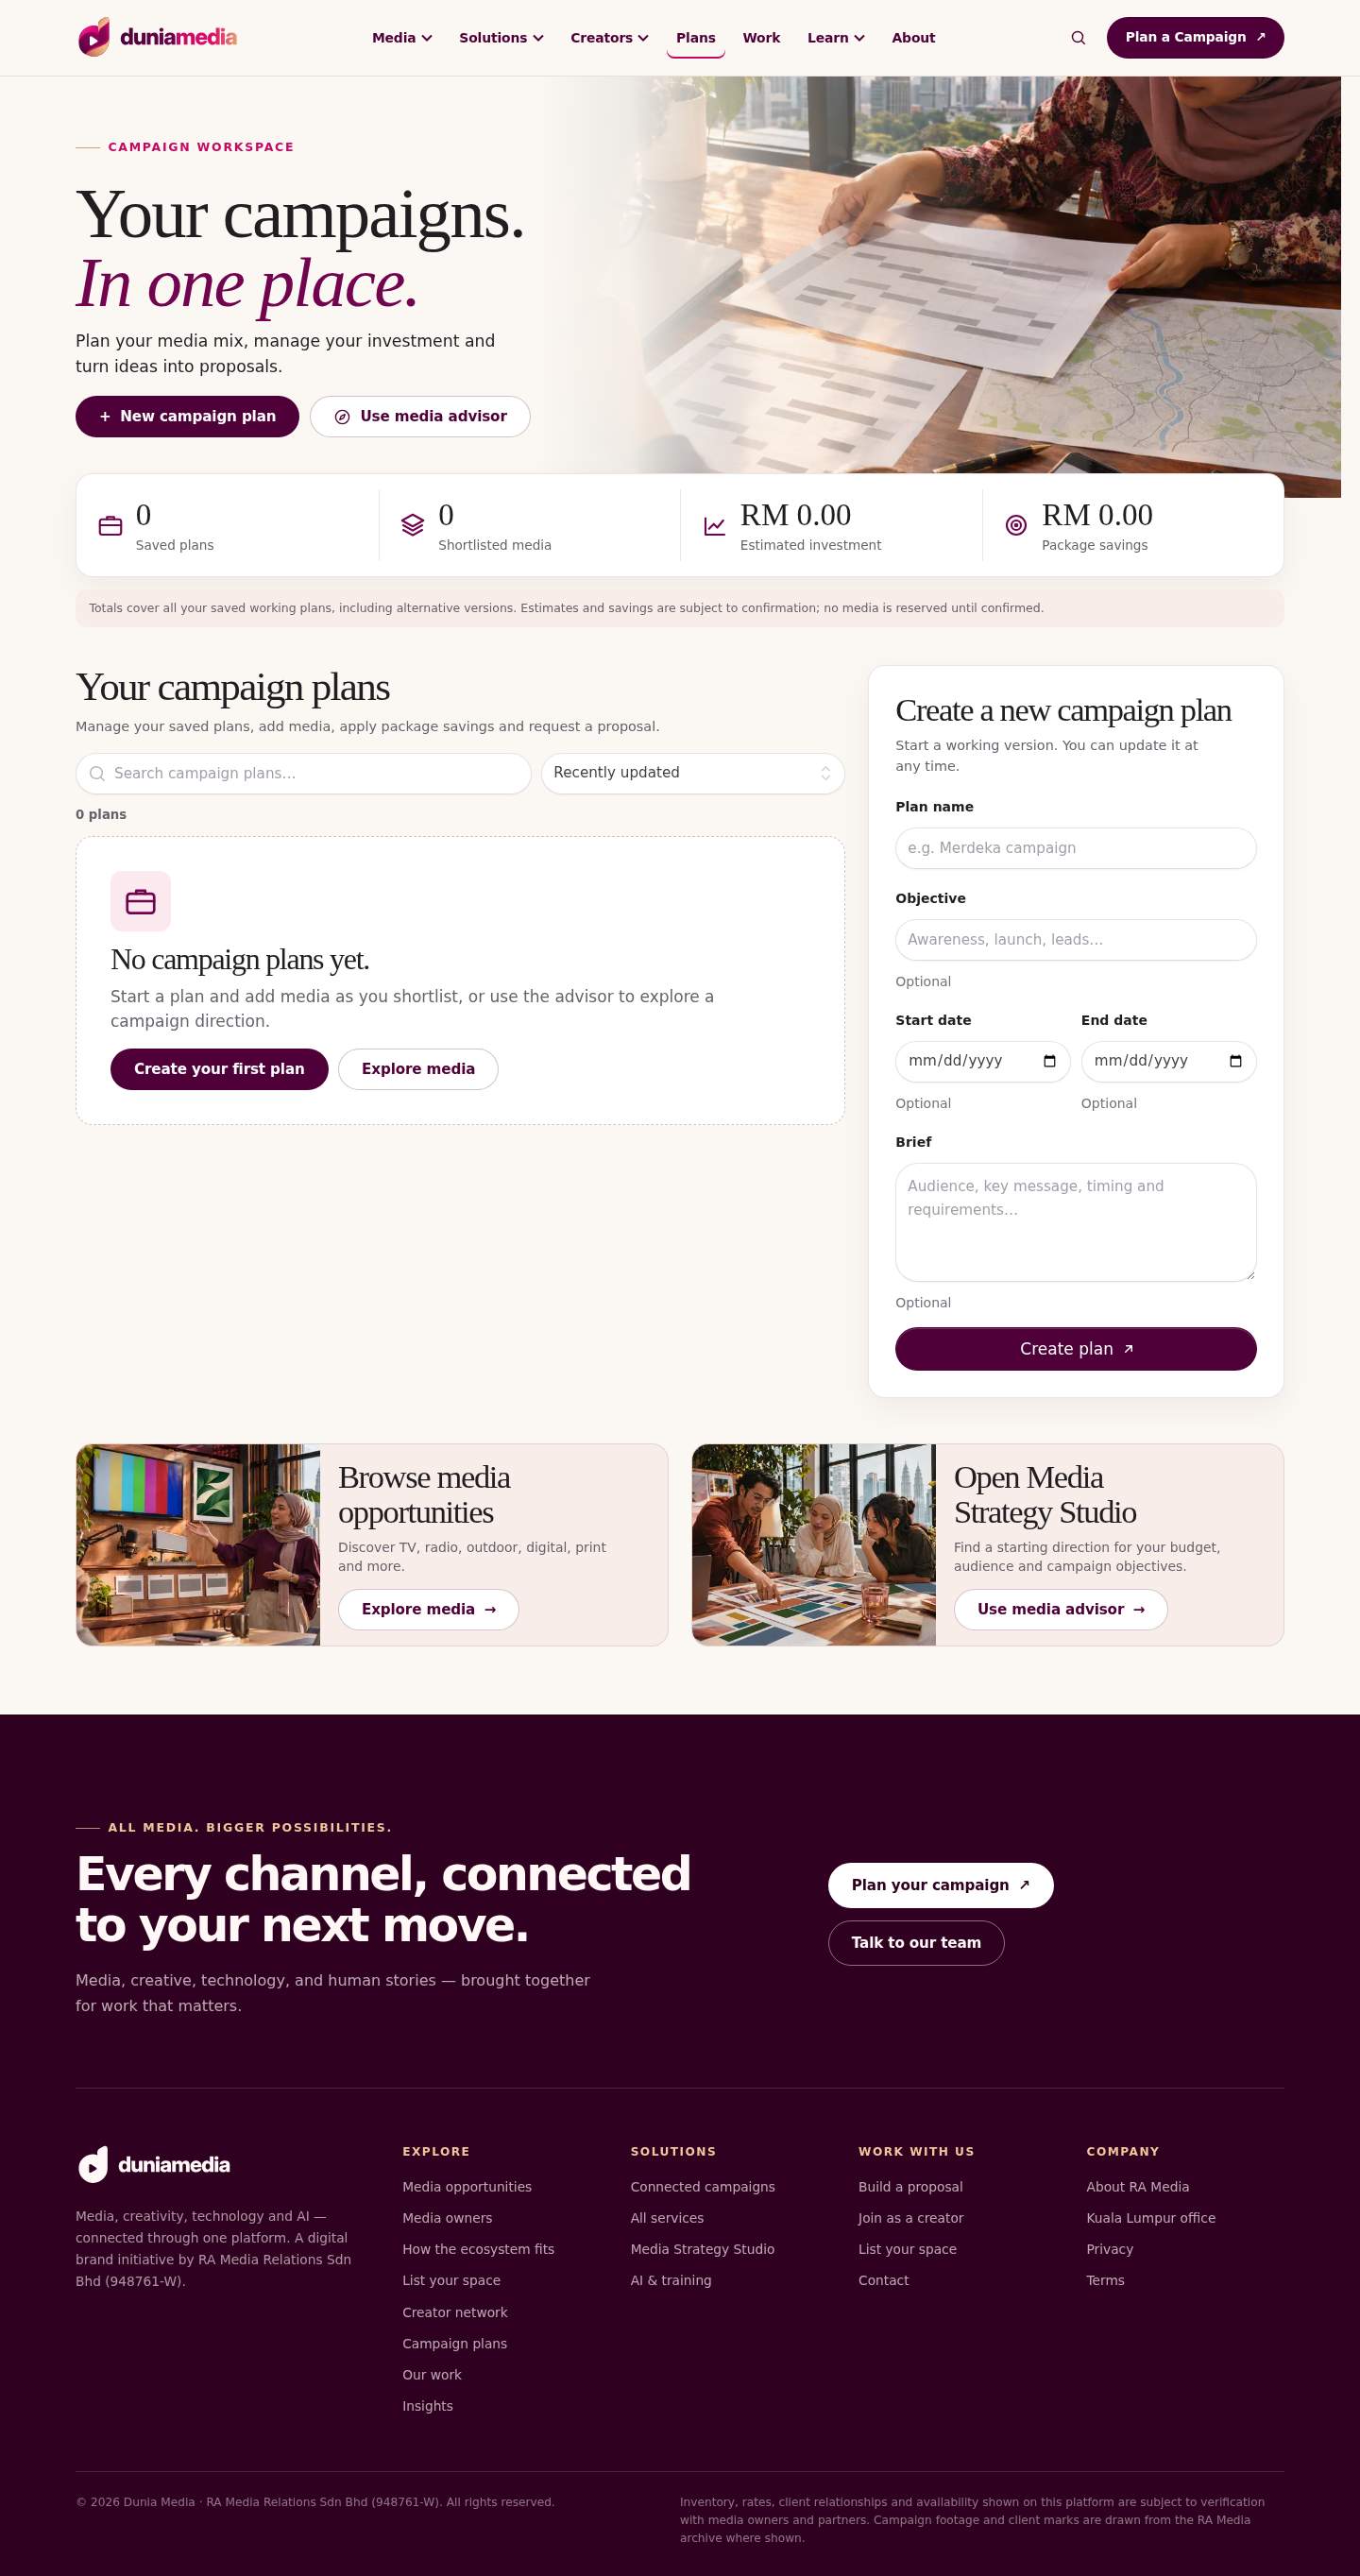 duniamedia
Media
Solutions
Creators
Plans
Work
Learn
About
Plan a Campaign ↗
CAMPAIGN WORKSPACE
Your campaigns.
In one place.
Plan your media mix, manage your investment and
turn ideas into proposals.
+ New campaign plan
Use media advisor
0
Saved plans
0
Shortlisted media
RM 0.00
Estimated investment
RM 0.00
Package savings
Totals cover all your saved working plans, including alternative versions. Estimates and savings are subject to confirmation; no media is reserved until confirmed.
Your campaign plans
Manage your saved plans, add media, apply package savings and request a proposal.
Search campaign plans…
Recently updated
0 plans
No campaign plans yet.
Start a plan and add media as you shortlist, or use the advisor to explore a
campaign direction.
Create your first plan
Explore media
Create a new campaign plan
Start a working version. You can update it at
any time.
Plan name
e.g. Merdeka campaign
Objective
Awareness, launch, leads…
Optional
Start date
End date
mm/dd/yyyy
mm/dd/yyyy
Optional
Optional
Brief
Audience, key message, timing and
requirements…
Optional
Create plan ↗
Browse media
opportunities
Discover TV, radio, outdoor, digital, print
and more.
Explore media →
Open Media
Strategy Studio
Find a starting direction for your budget,
audience and campaign objectives.
Use media advisor →
ALL MEDIA. BIGGER POSSIBILITIES.
Every channel, connected
to your next move.
Media, creative, technology, and human stories — brought together
for work that matters.
Plan your campaign ↗
Talk to our team
duniamedia
Media, creativity, technology and AI —
connected through one platform. A digital
brand initiative by RA Media Relations Sdn
Bhd (948761-W).
EXPLORE
Media opportunities
Media owners
How the ecosystem fits
List your space
Creator network
Campaign plans
Our work
Insights
SOLUTIONS
Connected campaigns
All services
Media Strategy Studio
AI & training
WORK WITH US
Build a proposal
Join as a creator
List your space
Contact
COMPANY
About RA Media
Kuala Lumpur office
Privacy
Terms
© 2026 Dunia Media · RA Media Relations Sdn Bhd (948761-W). All rights reserved.
Inventory, rates, client relationships and availability shown on this platform are subject to verification
with media owners and partners. Campaign footage and client marks are drawn from the RA Media
archive where shown.